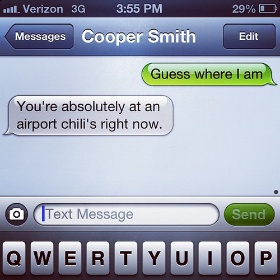 Verizon 3G 3:55 PM 29%
Messages Cooper Smith Edit
Guess where I am
You're absolutely at an
airport chili's right now.
Text Message Send
Q W E R T Y U I O P